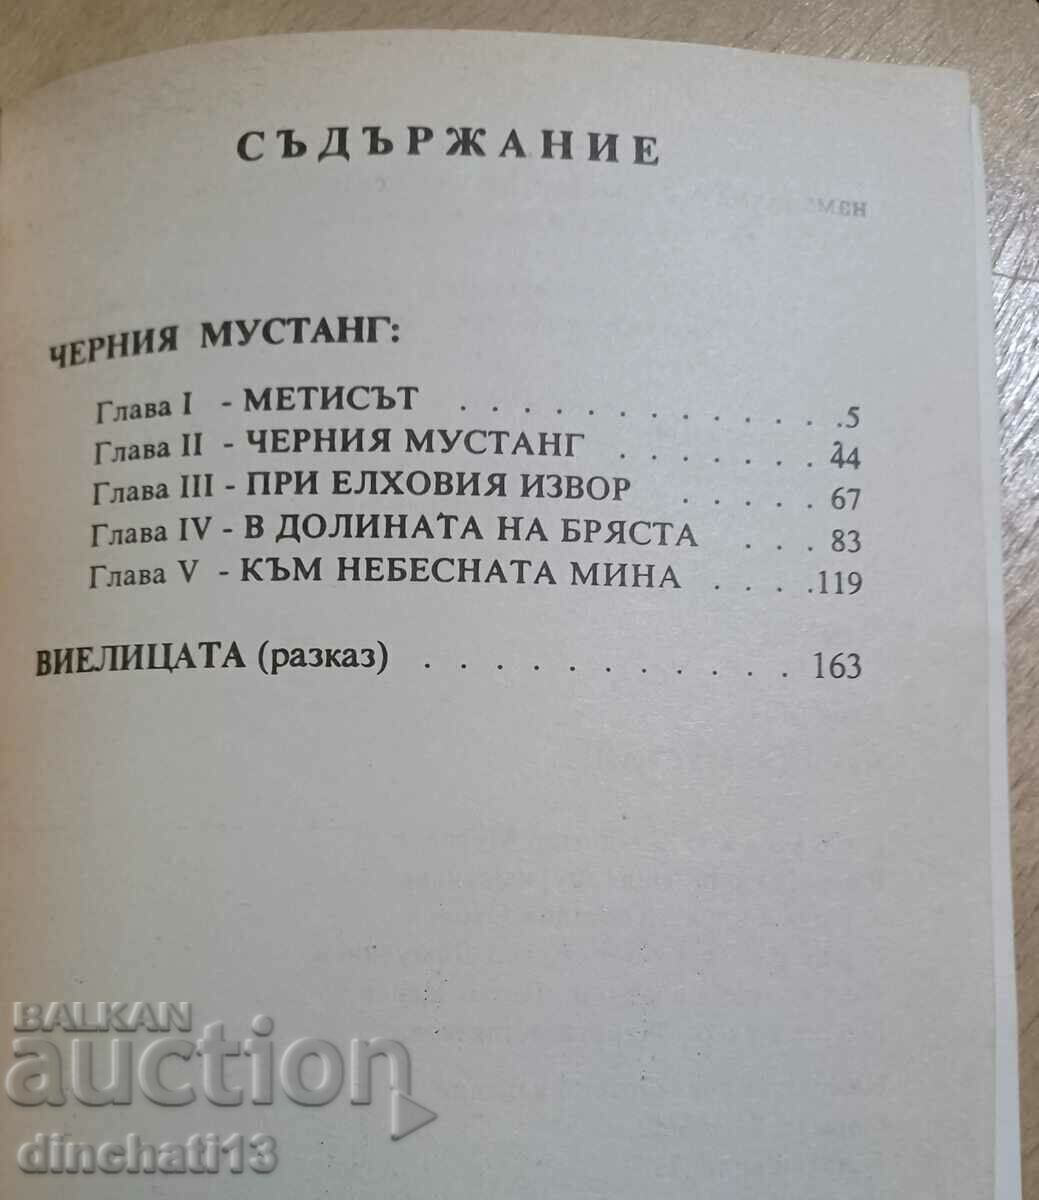 СЪДЪРЖАНИЕ
ЧЕРНИЯ МУСТАНГ:
Глава I - МЕТИСЪТ . . . . . . . . . . . . .5
Глава II - ЧЕРНИЯ МУСТАНГ . . . . . . . 44
Глава III - ПРИ ЕЛХОВИЯ ИЗВОР . . . . . 67
Глава IV - В ДОЛИНАТА НА БРЯСТА . . . 83
Глава V - КЪМ НЕБЕСНАТА МИНА . . . .119
ВИЕЛИЦАТА (разказ) . . . . . . . . . . . 163
BALKAN
auction
dinchati13